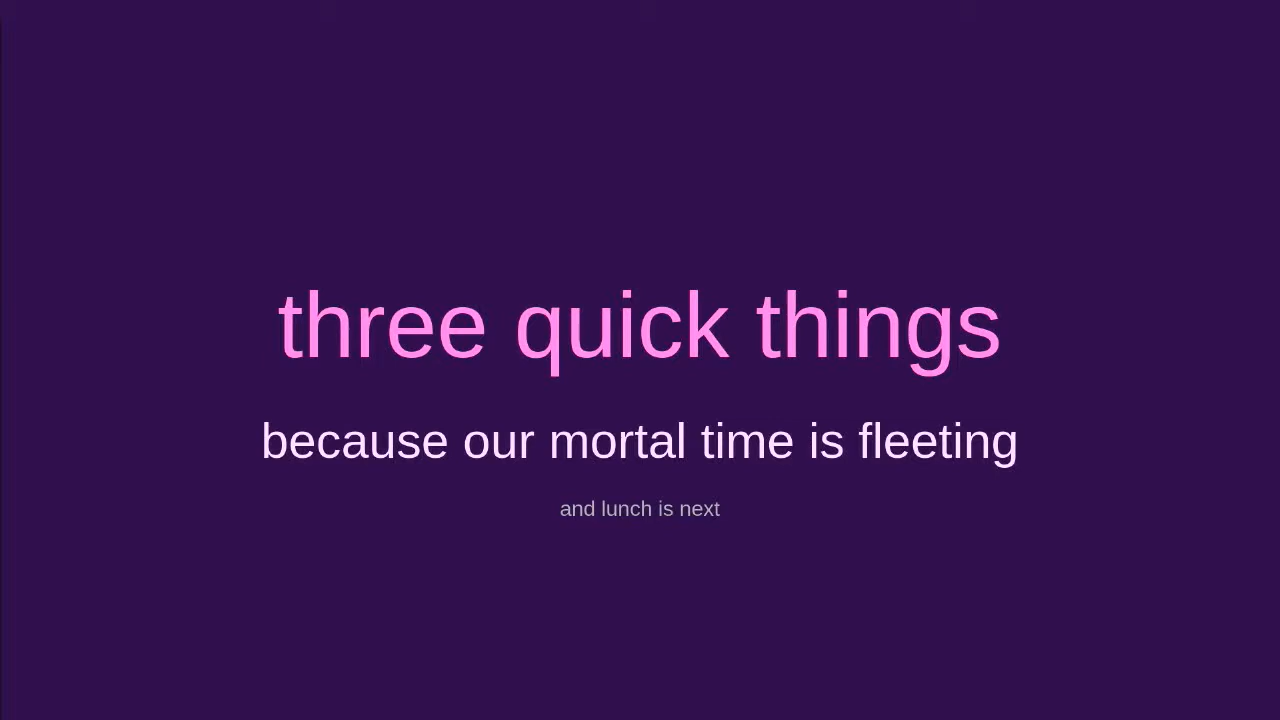 three quick things
because our mortal time is fleeting
and lunch is next